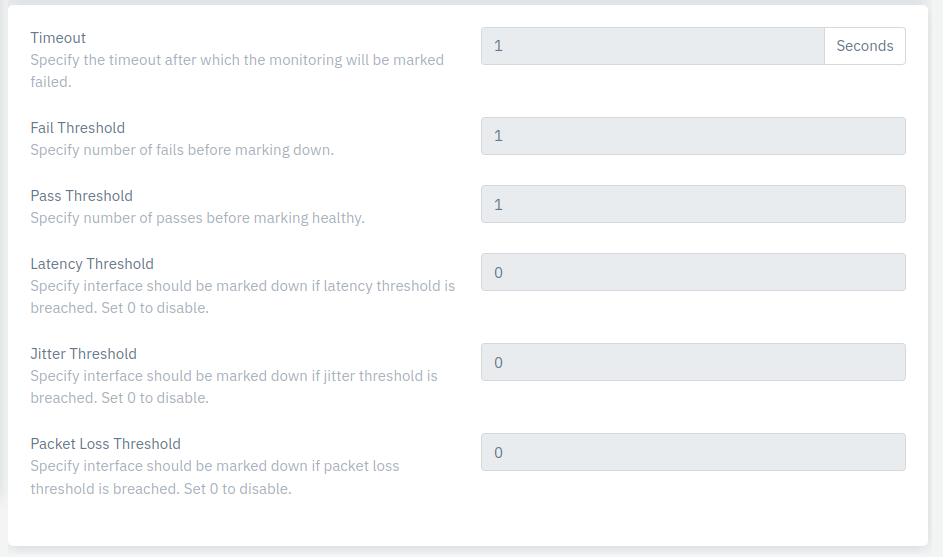 Timeout
1
Seconds
Specify the timeout after which the monitoring will be marked
failed.
Fail Threshold
1
Specify number of fails before marking down.
Pass Threshold
1
Specify number of passes before marking healthy.
Latency Threshold
0
Specify interface should be marked down if latency threshold is
breached. Set 0 to disable.
Jitter Threshold
0
Specify interface should be marked down if jitter threshold is
breached. Set 0 to disable.
Packet Loss Threshold
0
Specify interface should be marked down if packet loss
threshold is breached. Set 0 to disable.